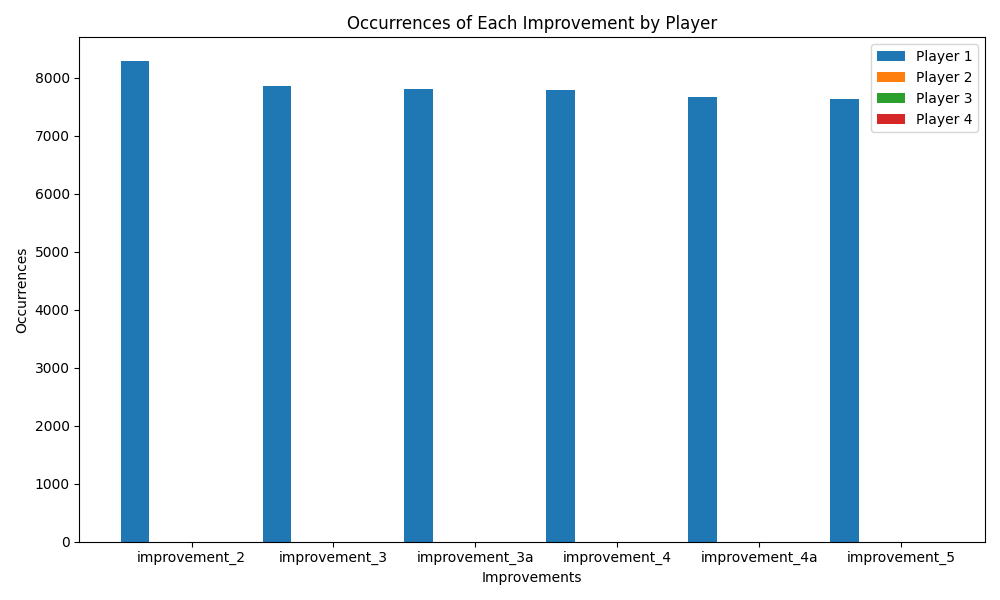 Occurrences of Each Improvement by Player
Player 1
Player 2
Player 3
Player 4
8000
7000
6000
5000
4000
3000
2000
1000
0
Occurrences
improvement_2 improvement_3 improvement_3a improvement_4 improvement_4a improvement_5
Improvements